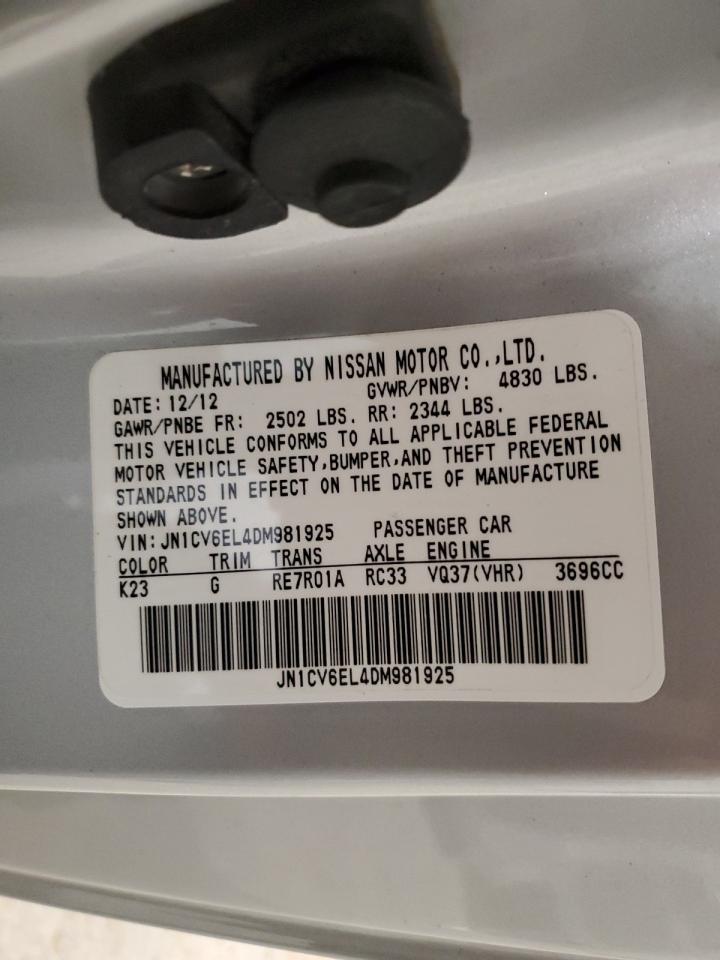 MANUFACTURED BY NISSAN MOTOR CO.,LTD.
DATE: 12/12 GVWR/PNBV: 4830 LBS.
GAWR/PNBE FR: 2502 LBS. RR: 2344 LBS.
THIS VEHICLE CONFORMS TO ALL APPLICABLE FEDERAL
MOTOR VEHICLE SAFETY,BUMPER,AND THEFT PREVENTION
STANDARDS IN EFFECT ON THE DATE OF MANUFACTURE
SHOWN ABOVE.
VIN: JN1CV6EL4DM981925 PASSENGER CAR
COLOR TRIM TRANS AXLE ENGINE
K23 G RE7R01A RC33 VQ37(VHR) 3696CC
JN1CV6EL4DM981925